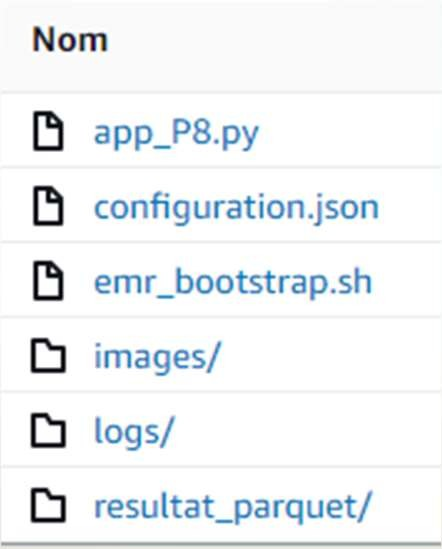 Nom
app_P8.py
configuration.json
emr_bootstrap.sh
images/
logs/
resultat_parquet/